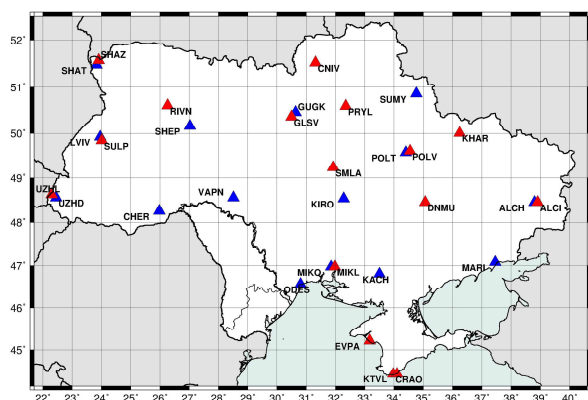 52°
SHAZ
SHAT
CNIV
51°
SUMY
GUGK
PRYL
RIVN
GLSV
SHEP
50°
KHAR
LVIV
SULP
POLT
POLV
SMLA
49°
UZHL
UZHD
VAPN
KIRO
DNMU
ALCH
ALCI
CHER
48°
47°
MIKO
MIKL
MARI
KACH
ODES
46°
EVPA
45°
KTVL
CRAO
22° 23° 24° 25° 26° 27° 28° 29° 30° 31° 32° 33° 34° 35° 36° 37° 38° 39° 40°